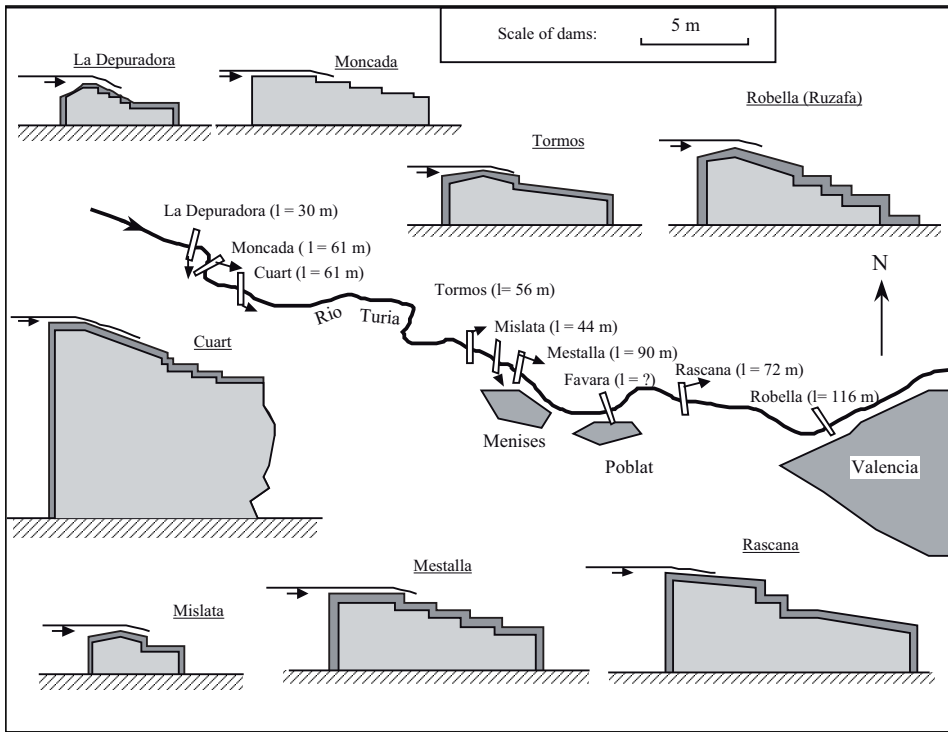 Scale of dams:
5 m
La Depuradora
Moncada
Robella (Ruzafa)
Tormos
La Depuradora (l = 30 m)
Moncada ( l = 61 m)
Cuart (l = 61 m)
N
Tormos (l= 56 m)
Rio Turia
Mislata (l = 44 m)
Cuart
Mestalla (l = 90 m)
Rascana (l = 72 m)
Favara (l = ?)
Robella (l= 116 m)
Menises
Poblat
Valencia
Rascana
Mestalla
Mislata